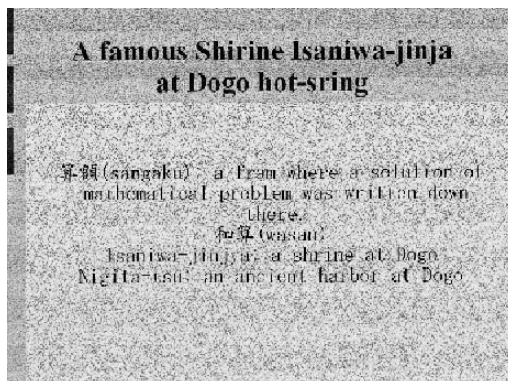 A famous Shirine Isaniwa-jinja
at Dogo hot-sring
算額(sangaku): a fram where a solution of
mathematical problem was written down
there.
和算(wasan)
Isaniwa-jinjya: a shrine at Dogo
Nigita-tsu: an ancient harbor at Dogo